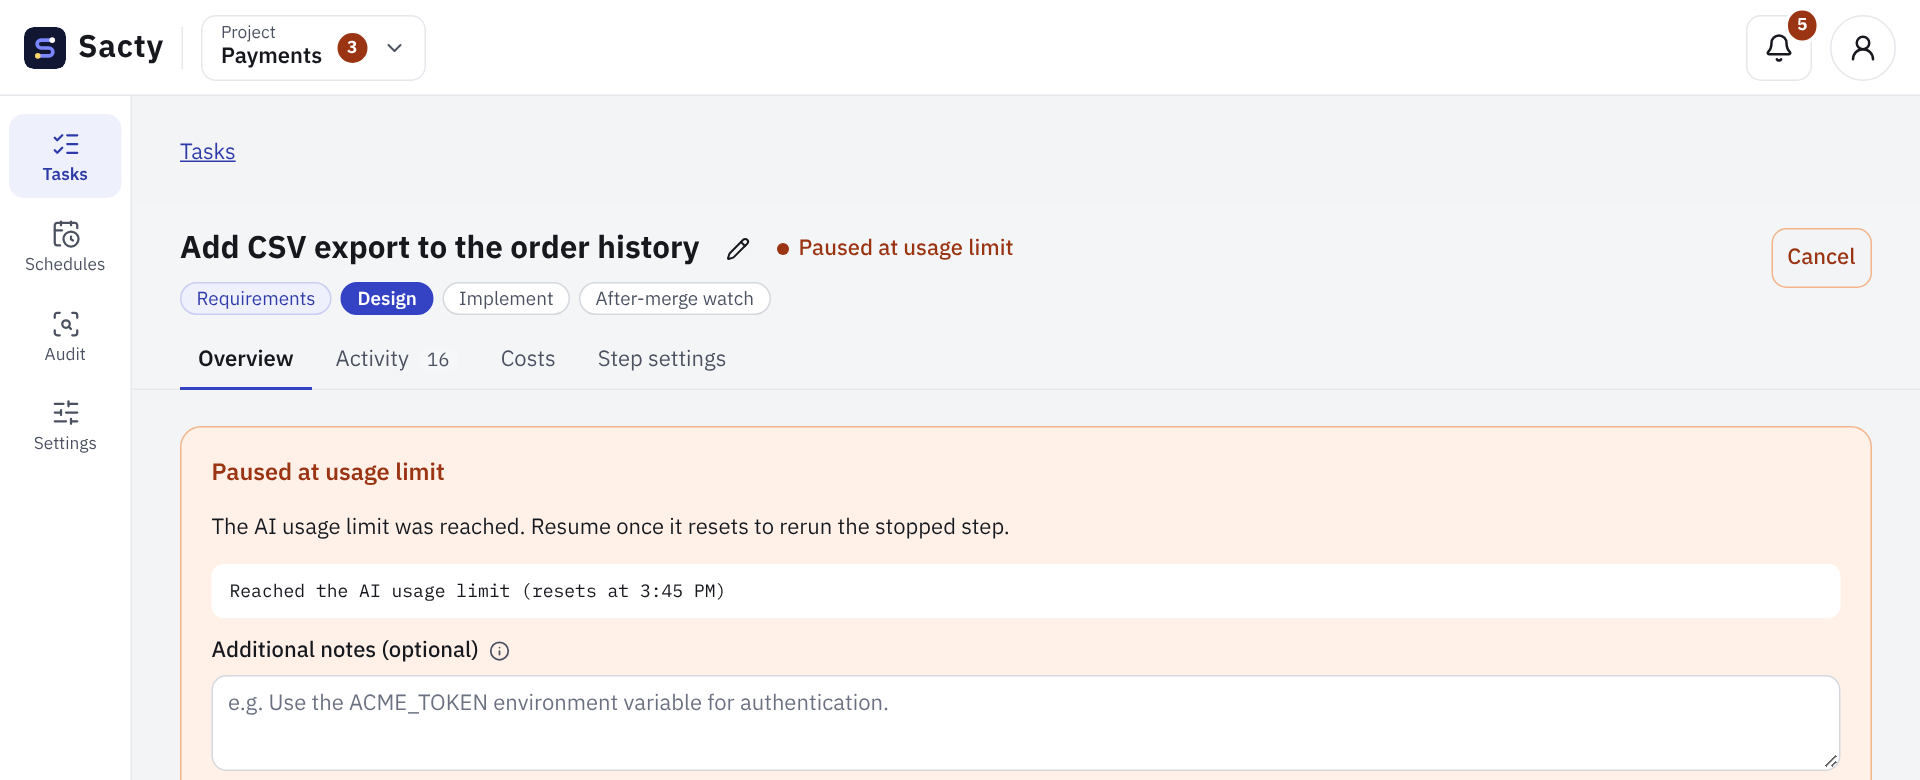 Sacty
Project
Payments 3
5
Tasks
Schedules
Audit
Settings
Tasks
Add CSV export to the order history
Paused at usage limit
Cancel
Requirements
Design
Implement
After-merge watch
Overview
Activity 16
Costs
Step settings
Paused at usage limit
The AI usage limit was reached. Resume once it resets to rerun the stopped step.
Reached the AI usage limit (resets at 3:45 PM)
Additional notes (optional)
e.g. Use the ACME_TOKEN environment variable for authentication.